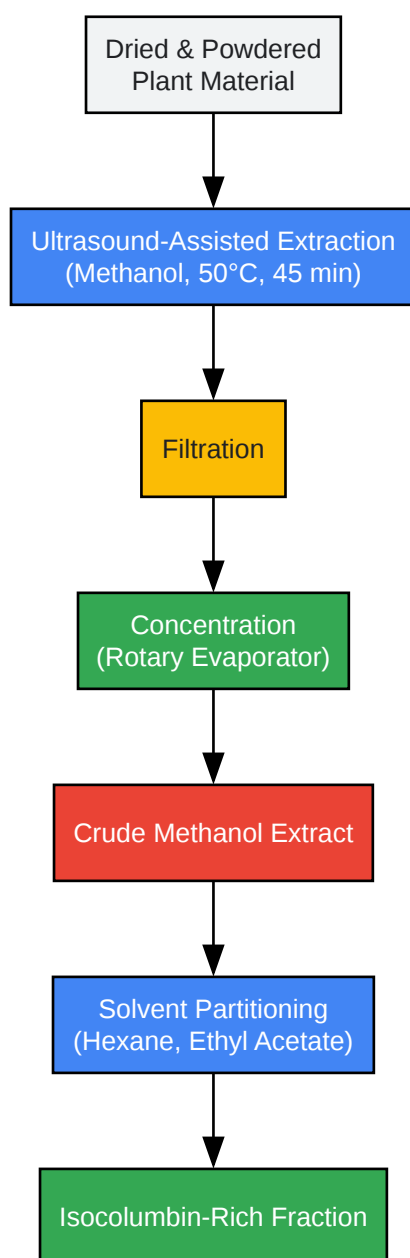 Dried & Powdered
Plant Material
Ultrasound-Assisted Extraction
(Methanol, 50°C, 45 min)
Filtration
Concentration
(Rotary Evaporator)
Crude Methanol Extract
Solvent Partitioning
(Hexane, Ethyl Acetate)
Isocolumbin-Rich Fraction